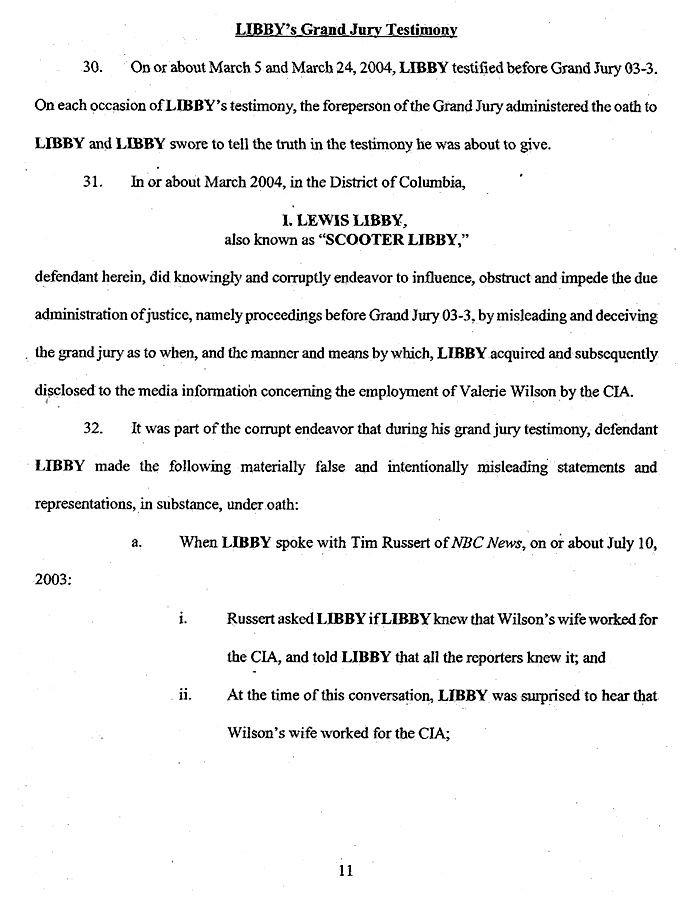 LIBBY's Grand Jury Testimony
30. On or about March 5 and March 24, 2004, LIBBY testified before Grand Jury 03-3.
On each occasion of LIBBY's testimony, the foreperson of the Grand Jury administered the oath to
LIBBY and LIBBY swore to tell the truth in the testimony he was about to give.
31. In or about March 2004, in the District of Columbia,
I. LEWIS LIBBY,
also known as "SCOOTER LIBBY,"
defendant herein, did knowingly and corruptly endeavor to influence, obstruct and impede the due
administration of justice, namely proceedings before Grand Jury 03-3, by misleading and deceiving
the grand jury as to when, and the manner and means by which, LIBBY acquired and subsequently
disclosed to the media information concerning the employment of Valerie Wilson by the CIA.
32. It was part of the corrupt endeavor that during his grand jury testimony, defendant
LIBBY made the following materially false and intentionally misleading statements and
representations, in substance, under oath:
a. When LIBBY spoke with Tim Russert of NBC News, on or about July 10,
2003:
i. Russert asked LIBBY if LIBBY knew that Wilson's wife worked for
the CIA, and told LIBBY that all the reporters knew it; and
ii. At the time of this conversation, LIBBY was surprised to hear that
Wilson's wife worked for the CIA;
11